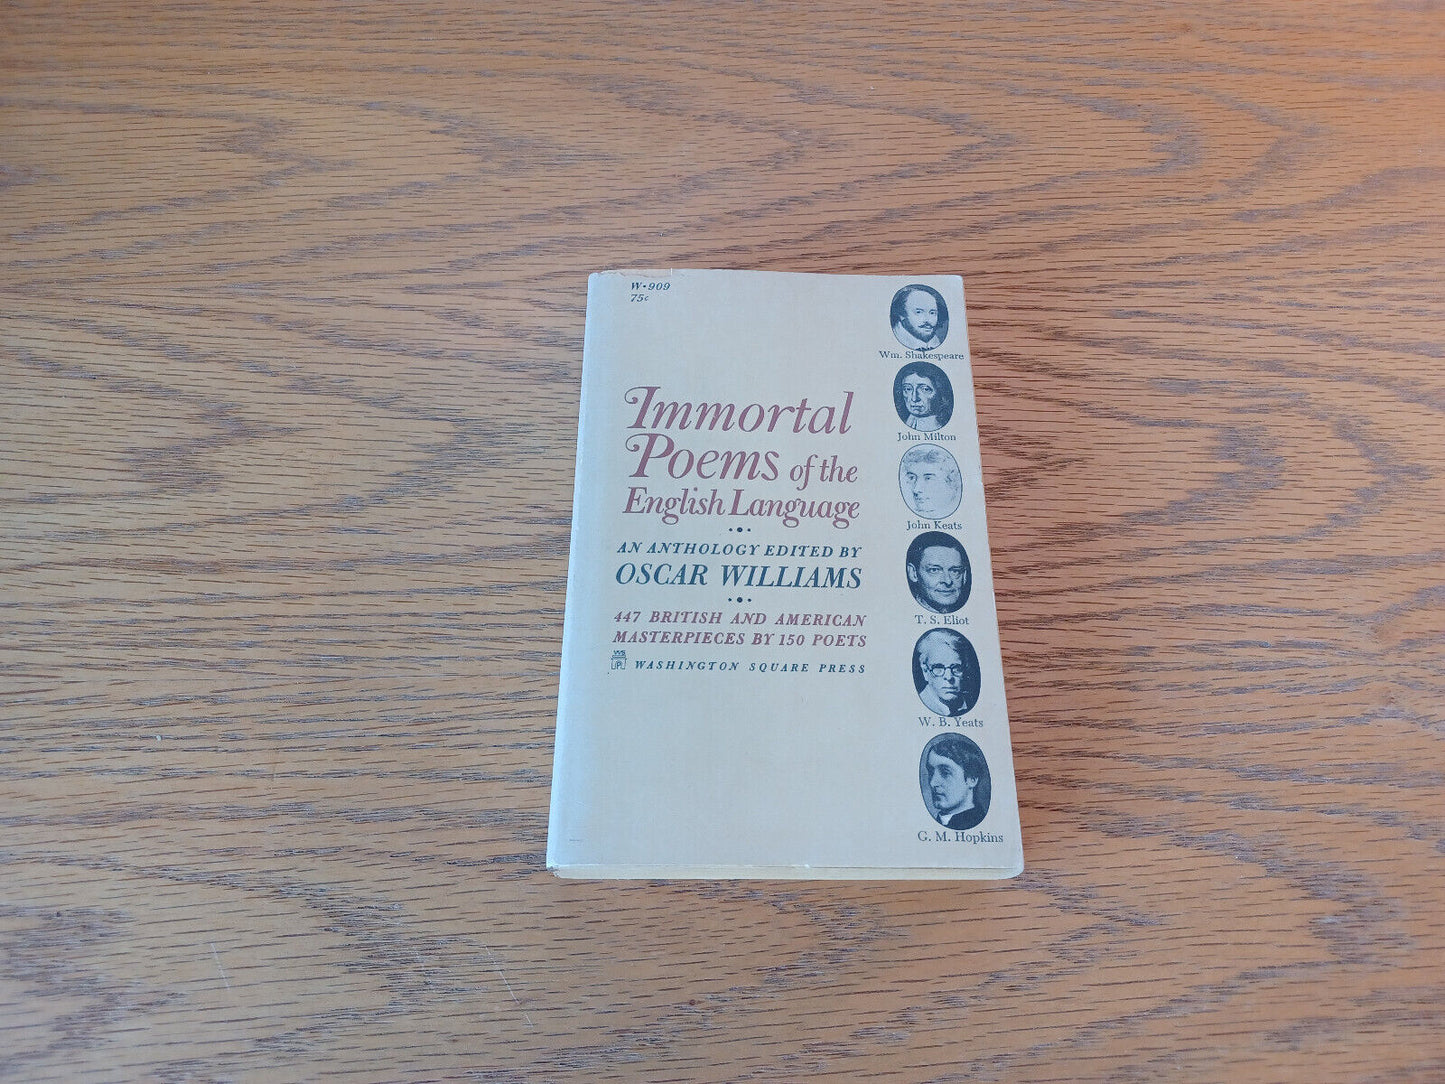 W•909
75c
Immortal
Poems of the
English Language
AN ANTHOLOGY EDITED BY
OSCAR WILLIAMS
447 BRITISH AND AMERICAN
MASTERPIECES BY 150 POETS
WASHINGTON SQUARE PRESS
Wm. Shakespeare
John Milton
John Keats
T. S. Eliot
W. B. Yeats
G. M. Hopkins